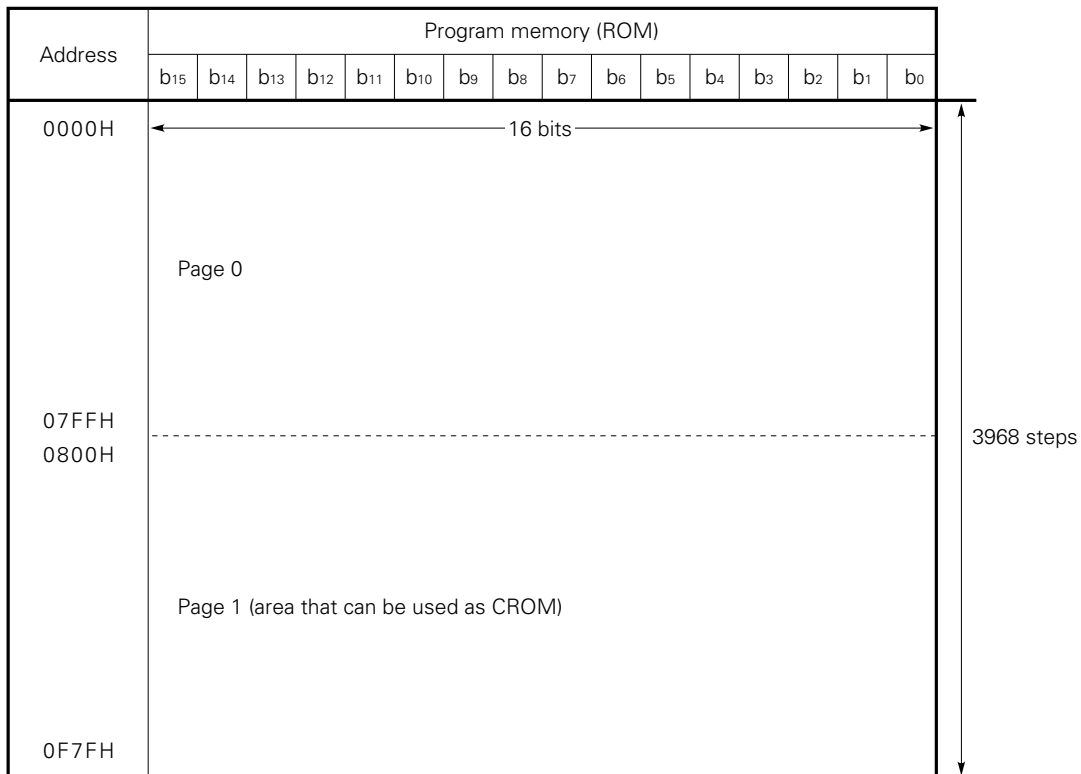 Address
Program memory (ROM)
b15 b14 b13 b12 b11 b10 b9 b8 b7 b6 b5 b4 b3 b2 b1 b0
0000H
16 bits
Page 0
07FFH
0800H
3968 steps
Page 1 (area that can be used as CROM)
0F7FH